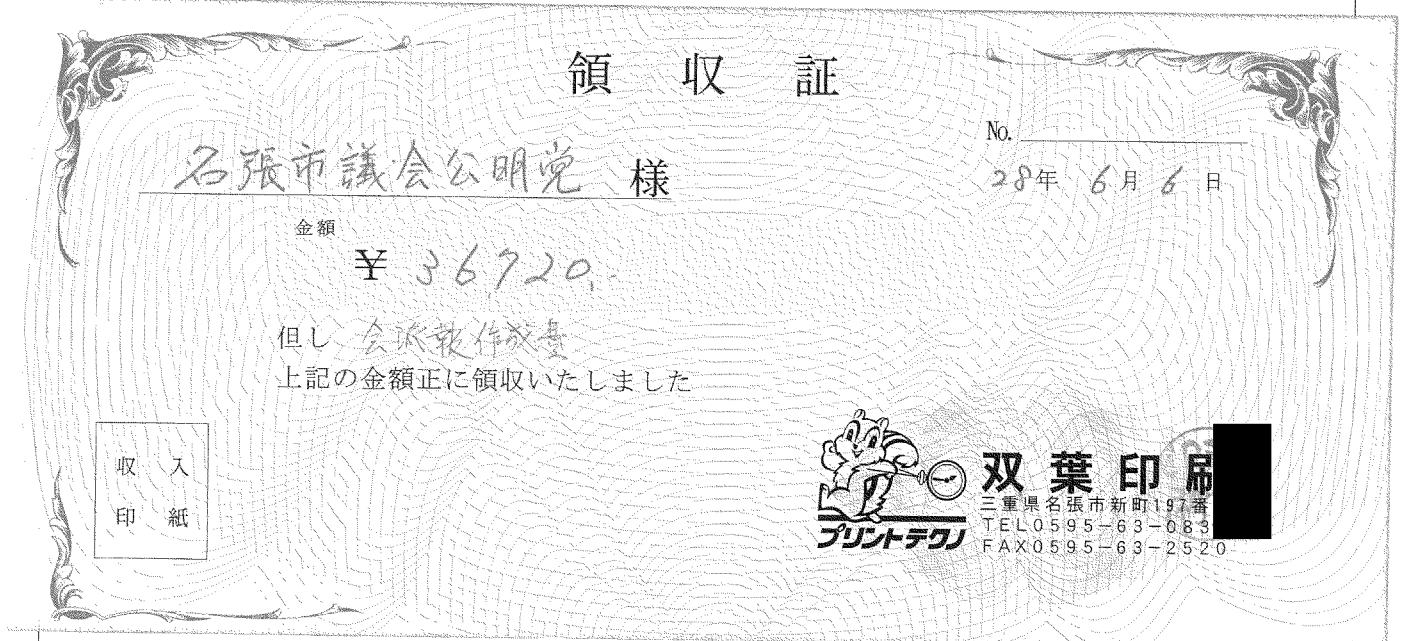 領収証
No.
名張市議会公明党 様
28年 6月 6日
金額
¥ 36,720.
但し 会派報作成費
上記の金額正に領収いたしました
収入
印紙
プリントテクノ
双葉印刷
三重県名張市新町197番
TEL0595-63-083
FAX0595-63-2520